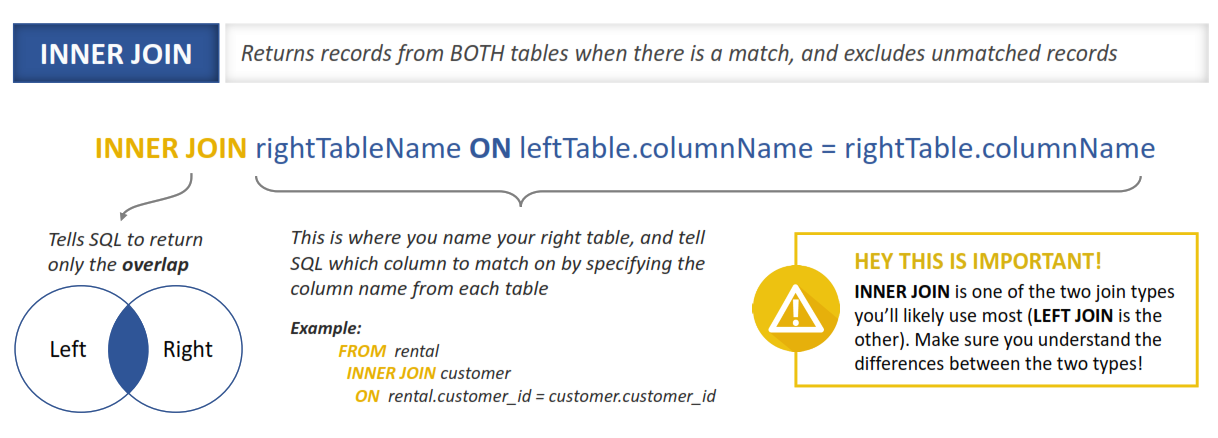 INNER JOIN
Returns records from BOTH tables when there is a match, and excludes unmatched records
INNER JOIN rightTableName ON leftTable.columnName = rightTable.columnName
Tells SQL to return
only the overlap
Left
Right
This is where you name your right table, and tell
SQL which column to match on by specifying the
column name from each table
Example:
FROM rental
INNER JOIN customer
ON rental.customer_id = customer.customer_id
HEY THIS IS IMPORTANT!
INNER JOIN is one of the two join types
you’ll likely use most (LEFT JOIN is the
other). Make sure you understand the
differences between the two types!